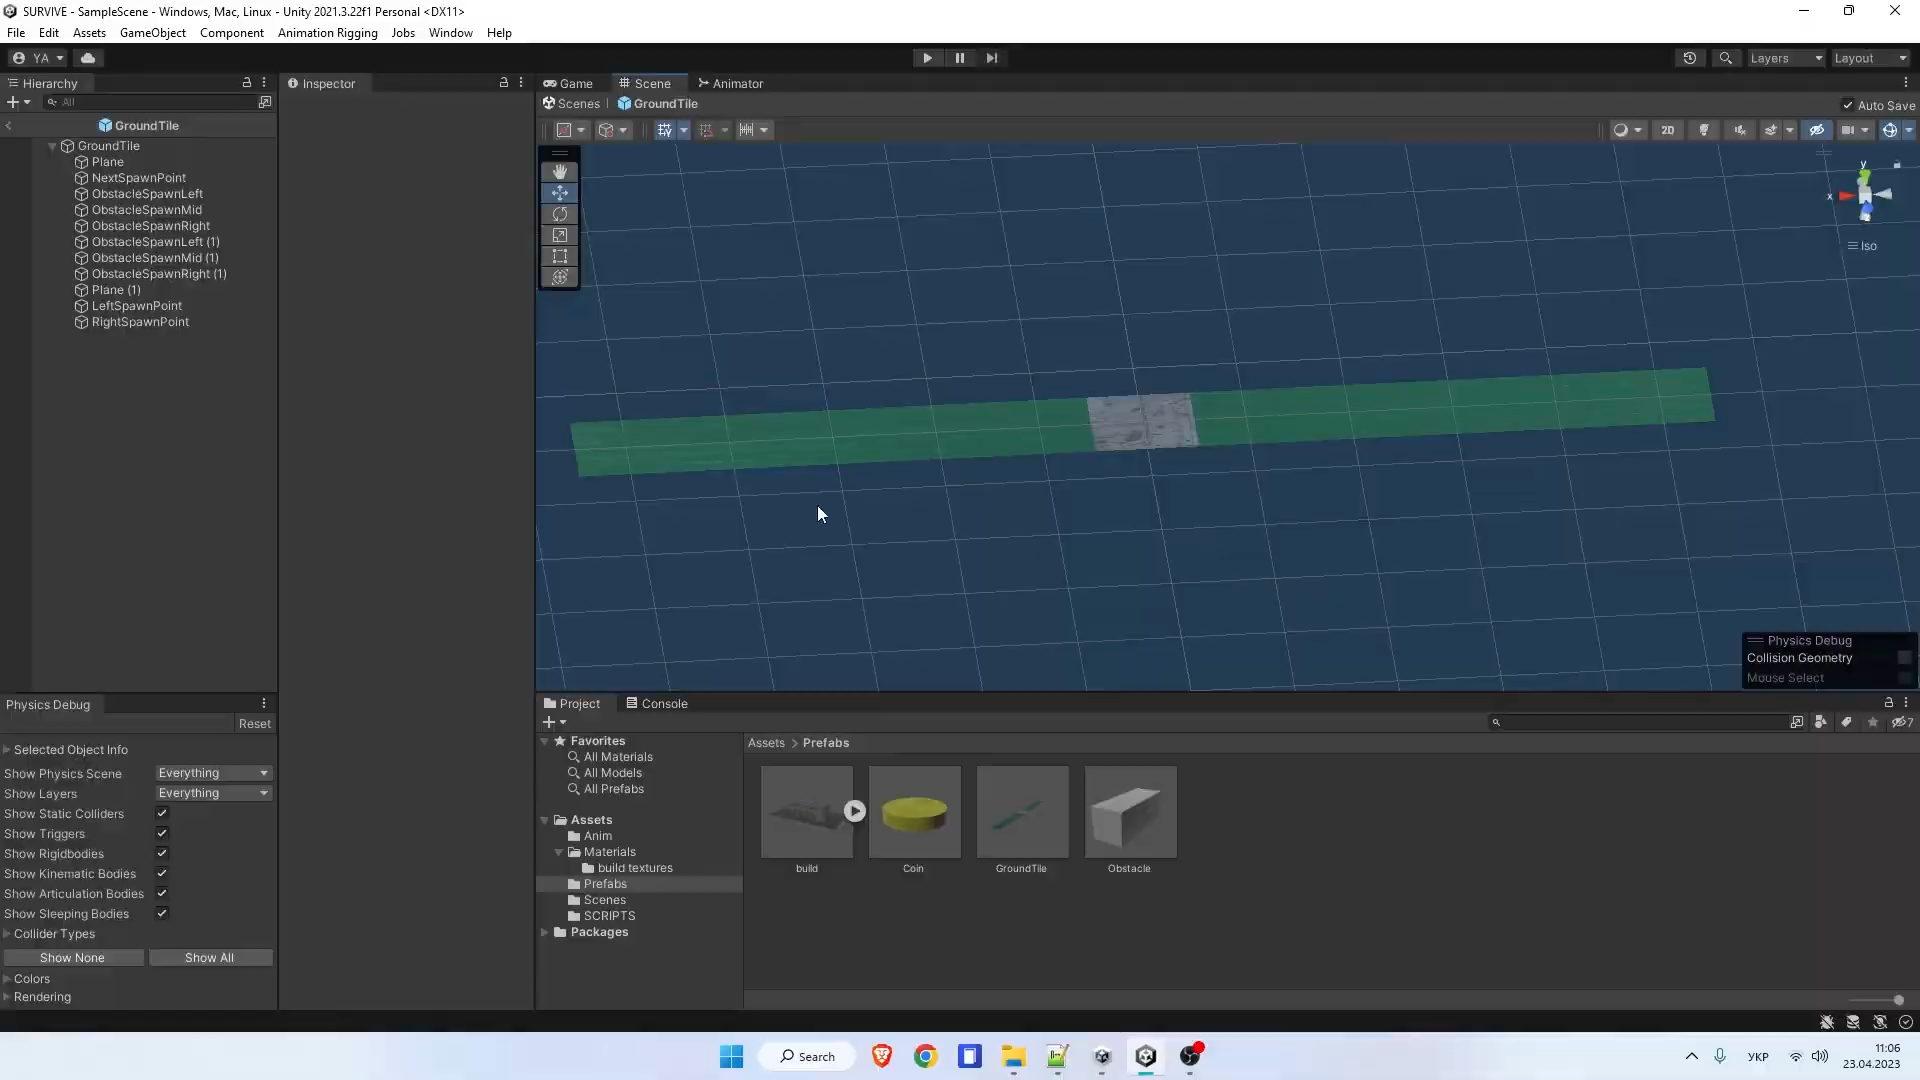 SURVIVE - SampleScene - Windows, Mac, Linux - Unity 2021.3.22f1 Personal <DX11>
File Edit Assets GameObject Component Animation Rigging Jobs Window Help
YA
Layers
Layout
Hierarchy
Inspector
Game
Scene
Animator
All
Scenes
GroundTile
Auto Save
GroundTile
2D
GroundTile
Plane
NextSpawnPoint
ObstacleSpawnLeft
ObstacleSpawnMid
ObstacleSpawnRight
ObstacleSpawnLeft (1)
ObstacleSpawnMid (1)
ObstacleSpawnRight (1)
Plane (1)
LeftSpawnPoint
RightSpawnPoint
y
x
Iso
Physics Debug
Collision Geometry
Mouse Select
Physics Debug
Reset
Selected Object Info
Show Physics Scene Everything
Show Layers Everything
Show Static Colliders
Show Triggers
Show Rigidbodies
Show Kinematic Bodies
Show Articulation Bodies
Show Sleeping Bodies
Collider Types
Show None
Show All
Colors
Rendering
Project
Console
7
Favorites
All Materials
All Models
All Prefabs
Assets
Anim
Materials
build textures
Prefabs
Scenes
SCRIPTS
Packages
Assets > Prefabs
build
Coin
GroundTile
Obstacle
Search
УКР
11:06
23.04.2023